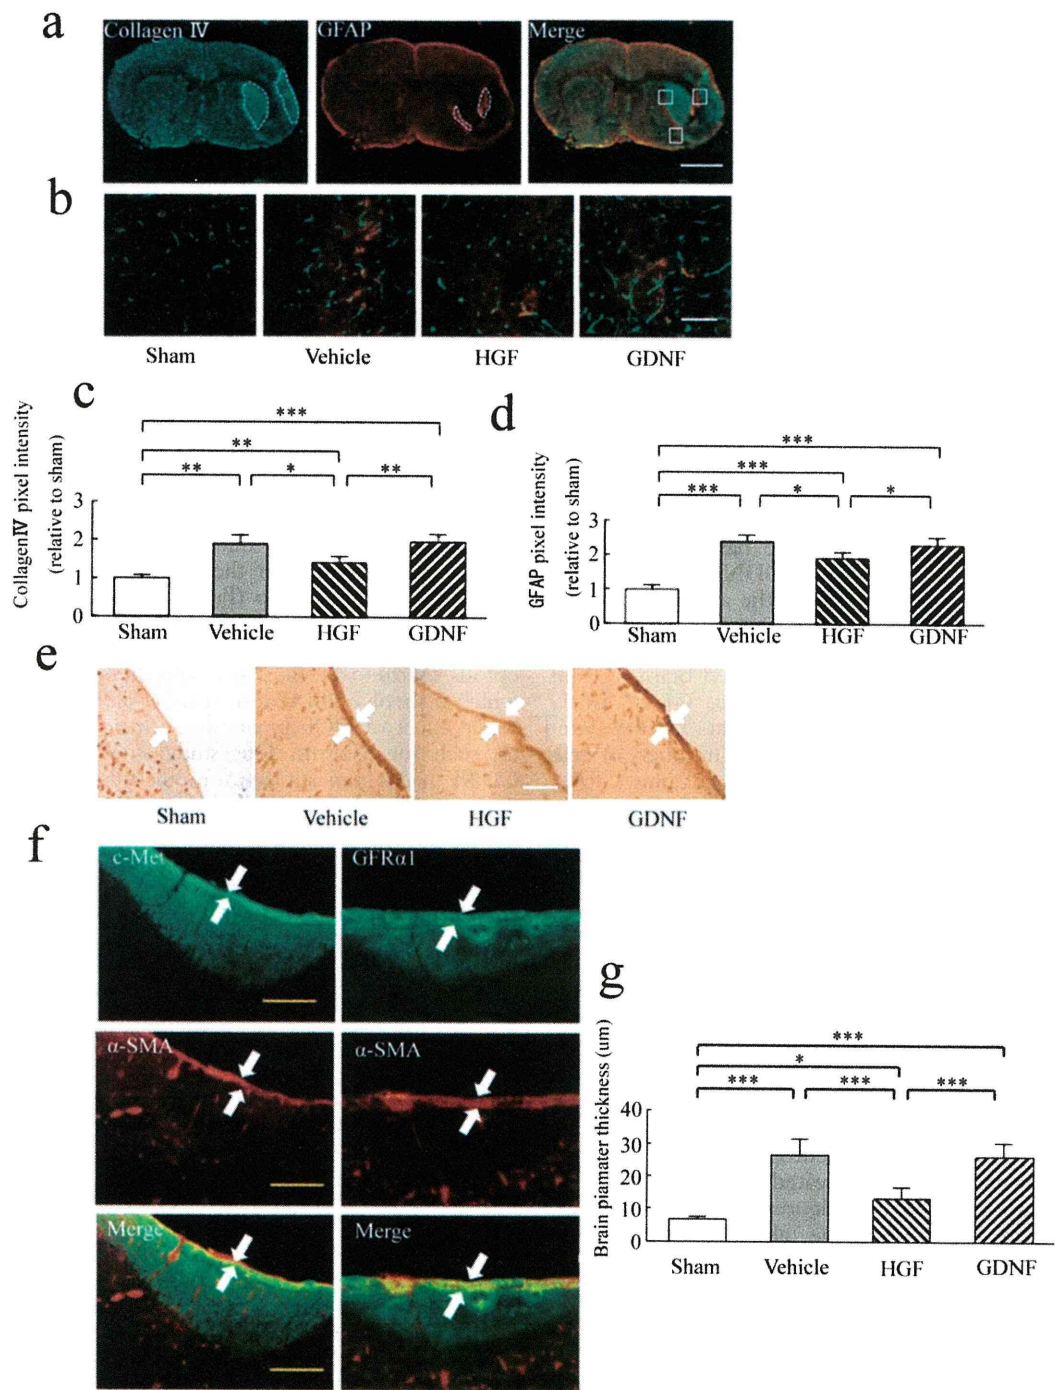 a
Collagen Ⅳ GFAP Merge
b
Sham Vehicle HGF GDNF
c
CollagenⅣ pixel intensity
(relative to sham)
***
**
** * **
3
2
1
0
Sham Vehicle HGF GDNF
d
GFAP pixel intensity
(relative to sham)
***
***
*** * *
3
2
1
0
Sham Vehicle HGF GDNF
e
Sham Vehicle HGF GDNF
f
c-Met GFRα1
α-SMA α-SMA
Merge Merge
g
Brain piamater thickness (um)
***
*
*** *** ***
40
30
20
10
0
Sham Vehicle HGF GDNF